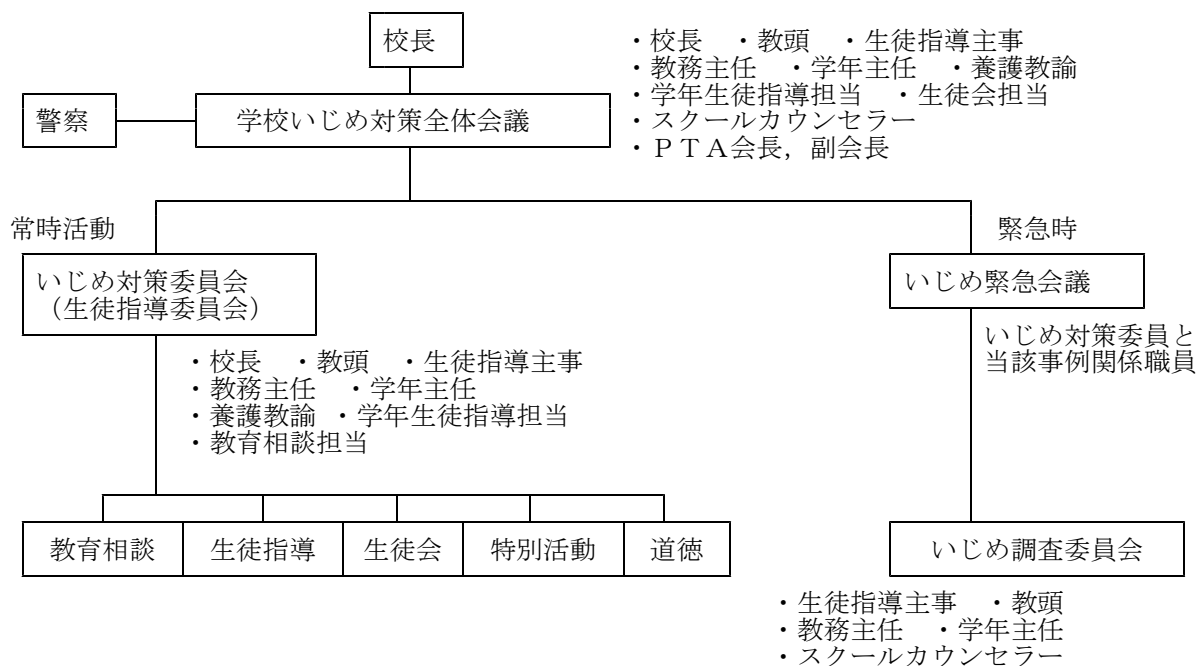 校長
・校長　・教頭　・生徒指導主事
・教務主任　・学年主任　・養護教諭
・学年生徒指導担当　・生徒会担当
・スクールカウンセラー
・ＰＴＡ会長，副会長
警察
学校いじめ対策全体会議
常時活動
緊急時
いじめ対策委員会
（生徒指導委員会）
いじめ緊急会議
いじめ対策委員と
当該事例関係職員
・校長　・教頭　・生徒指導主事
・教務主任　・学年主任
・養護教諭　・学年生徒指導担当
・教育相談担当
教育相談
生徒指導
生徒会
特別活動
道徳
いじめ調査委員会
・生徒指導主事　・教頭
・教務主任　・学年主任
・スクールカウンセラー